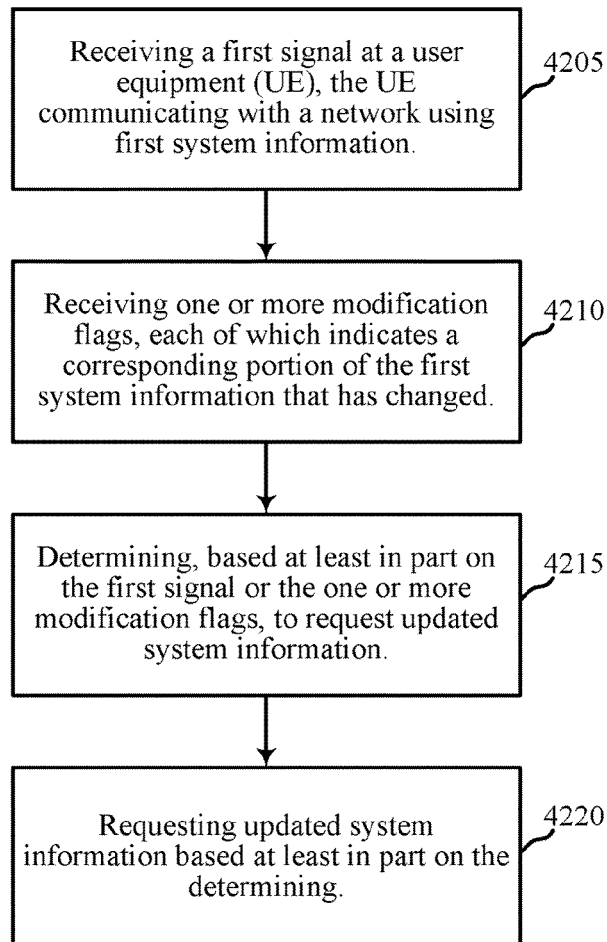 Receiving a first signal at a user
equipment (UE), the UE
communicating with a network using
first system information.
4205
Receiving one or more modification
flags, each of which indicates a
corresponding portion of the first
system information that has changed.
4210
Determining, based at least in part on
the first signal or the one or more
modification flags, to request updated
system information.
4215
Requesting updated system
information based at least in part on the
determining.
4220